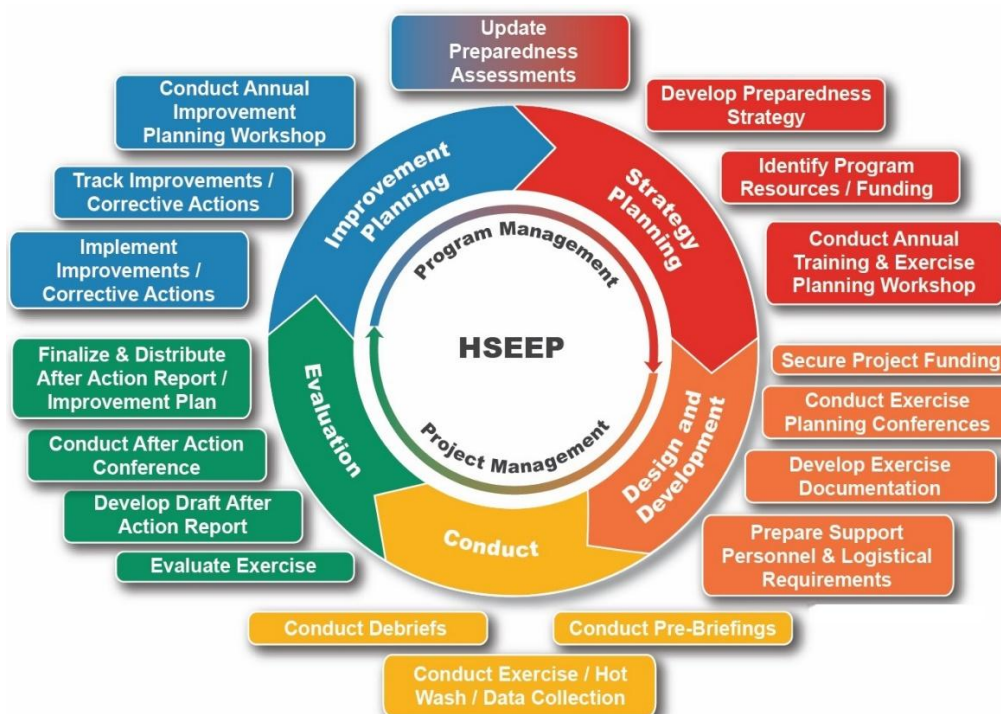 Update
Preparedness
Assessments
Develop Preparedness
Strategy
Identify Program
Resources / Funding
Conduct Annual
Training & Exercise
Planning Workshop
Secure Project Funding
Conduct Exercise
Planning Conferences
Develop Exercise
Documentation
Prepare Support
Personnel & Logistical
Requirements
Conduct Pre-Briefings
Conduct Exercise / Hot
Wash / Data Collection
Conduct Debriefs
Evaluate Exercise
Develop Draft After
Action Report
Conduct After Action
Conference
Finalize & Distribute
After Action Report /
Improvement Plan
Implement
Improvements /
Corrective Actions
Track Improvements /
Corrective Actions
Conduct Annual
Improvement
Planning Workshop
Strategy
Planning
Design and
Development
Conduct
Evaluation
Improvement
Planning
Program Management
HSEEP
Project Management